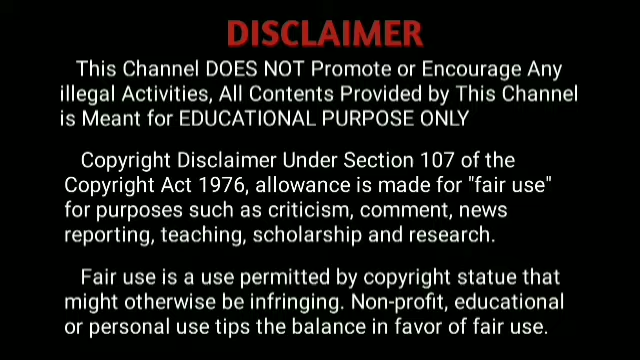 DISCLAIMER
This Channel DOES NOT Promote or Encourage Any
illegal Activities, All Contents Provided by This Channel
is Meant for EDUCATIONAL PURPOSE ONLY
Copyright Disclaimer Under Section 107 of the
Copyright Act 1976, allowance is made for "fair use"
for purposes such as criticism, comment, news
reporting, teaching, scholarship and research.
Fair use is a use permitted by copyright statue that
might otherwise be infringing. Non-profit, educational
or personal use tips the balance in favor of fair use.